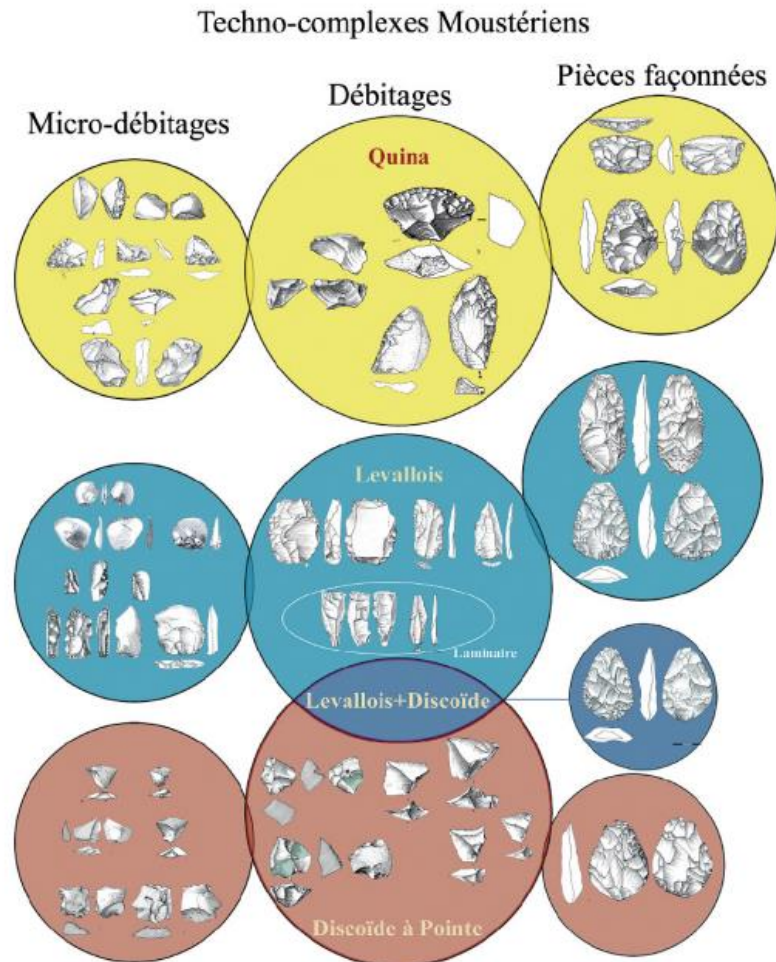 Techno-complexes Moustériens
Pièces façonnées
Débitages
Micro-débitages
Quina
Levallois
Laminaire
Levallois+Discoïde
Discoïde à Pointe